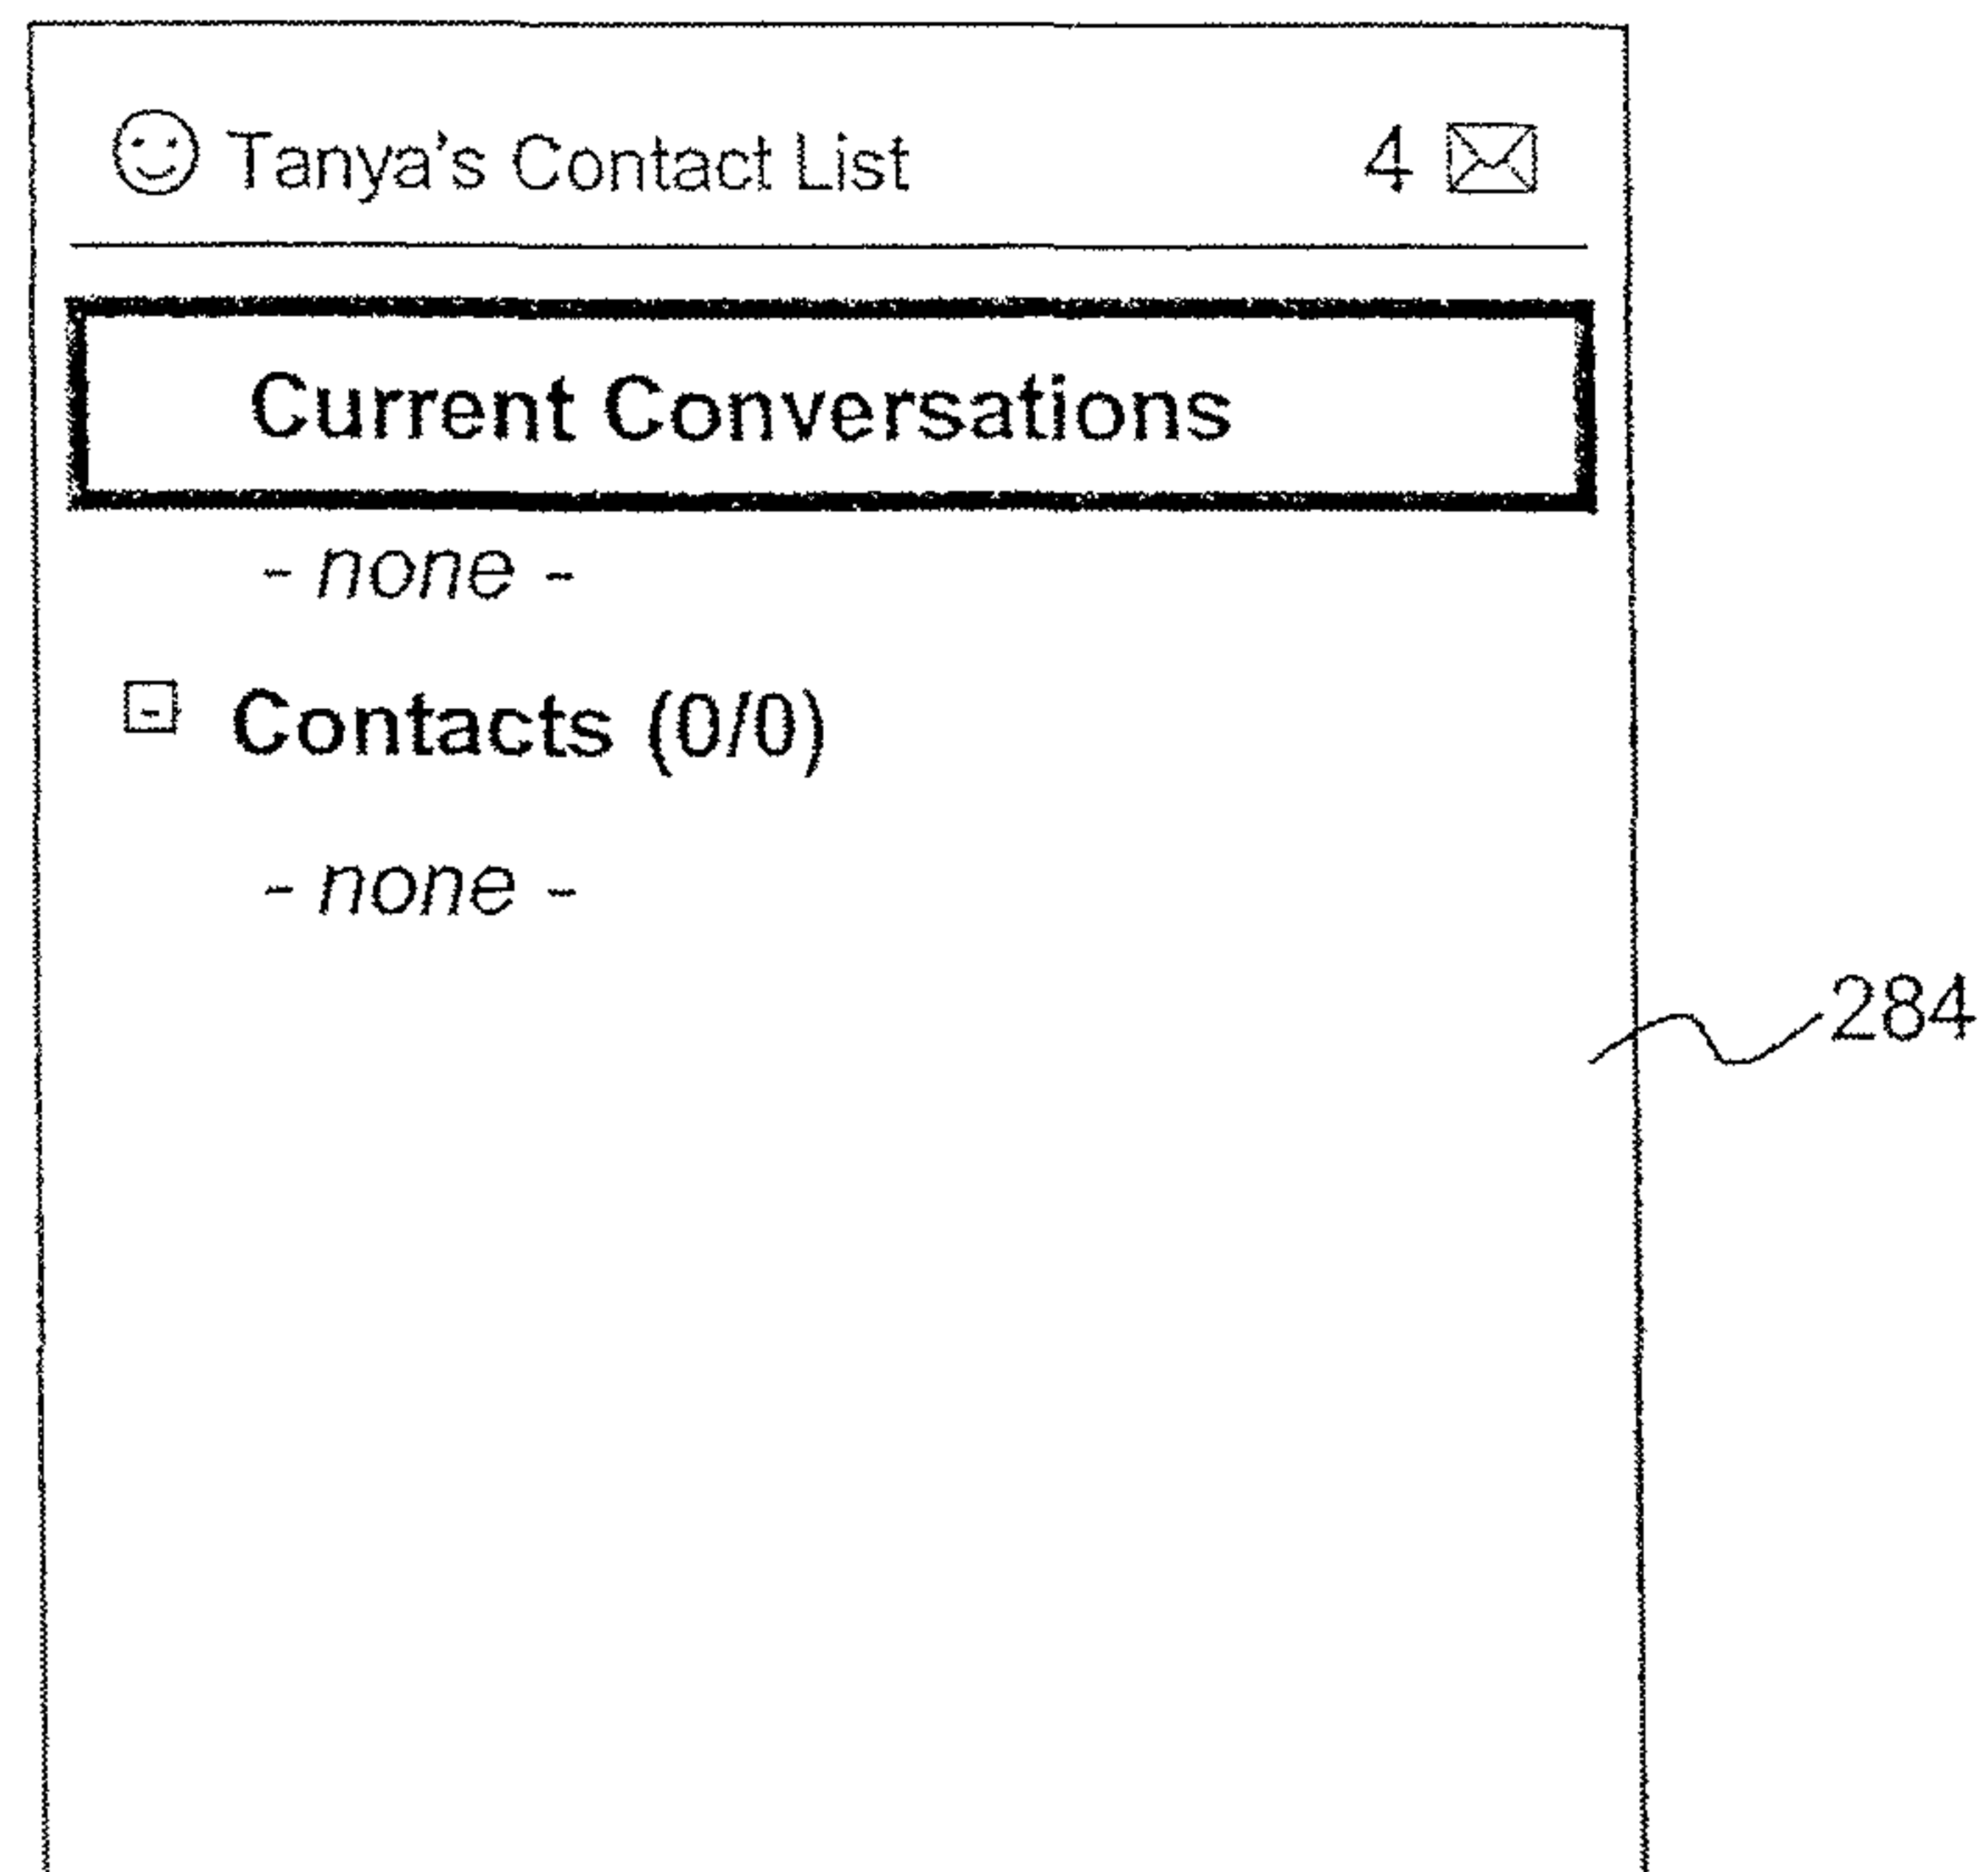 Tanya's Contact List 4
Current Conversations
- none -
- Contacts (0/0)
- none -
284